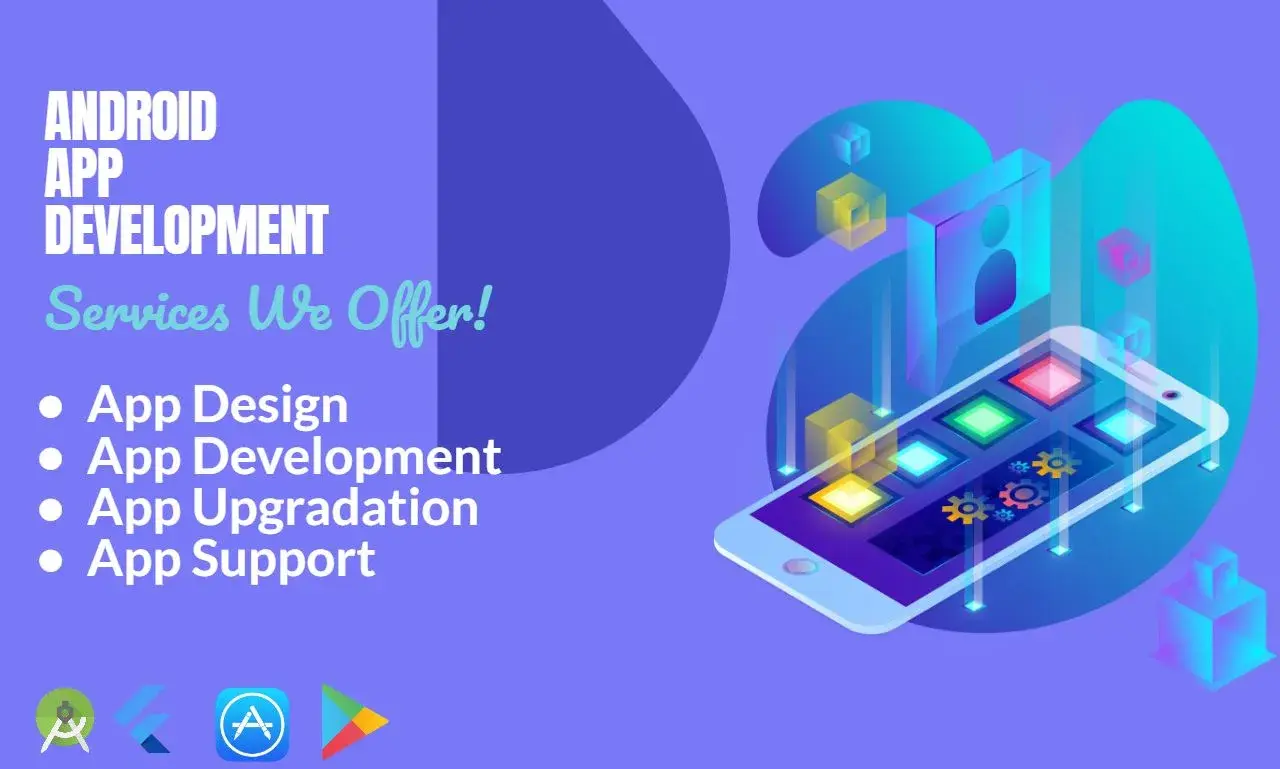 ANDROID
APP
DEVELOPMENT
Services We Offer!
● App Design
● App Development
● App Upgradation
● App Support